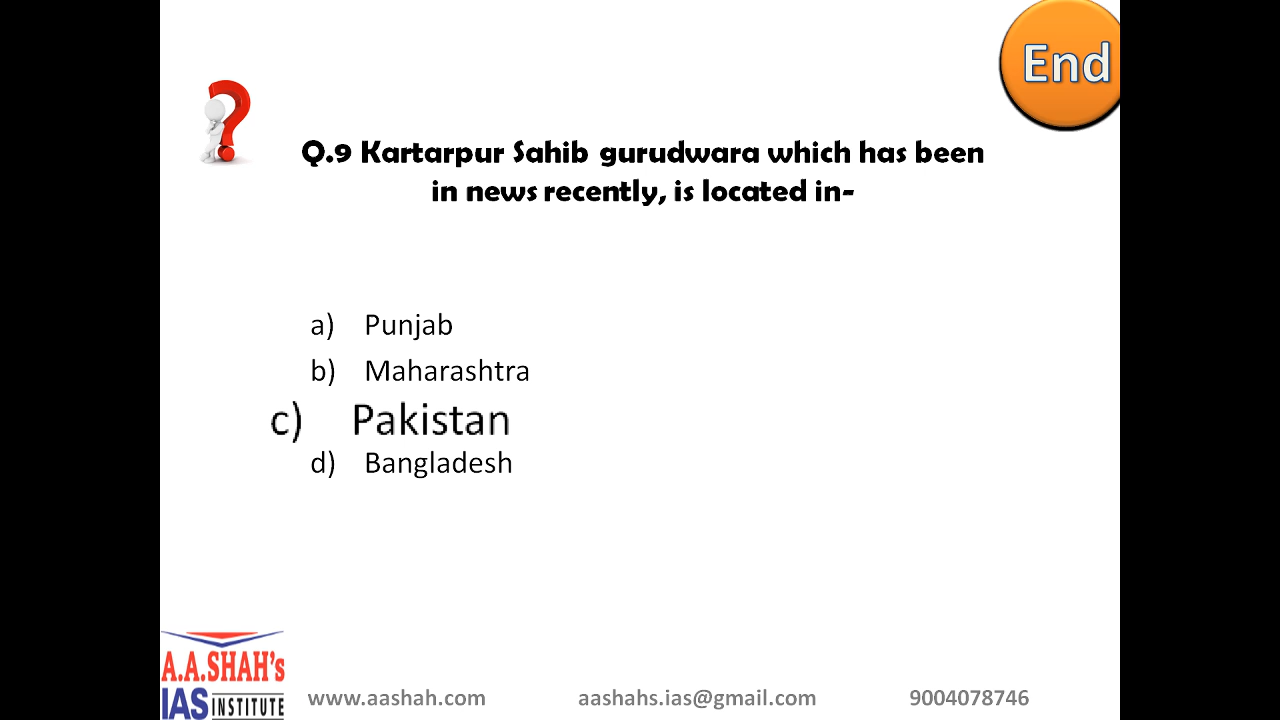 End
Q.9 Kartarpur Sahib gurudwara which has been
in news recently, is located in-
a) Punjab
b) Maharashtra
c) Pakistan
d) Bangladesh
A.A.SHAH's
IAS INSTITUTE
www.aashah.com aashahs.ias@gmail.com 9004078746